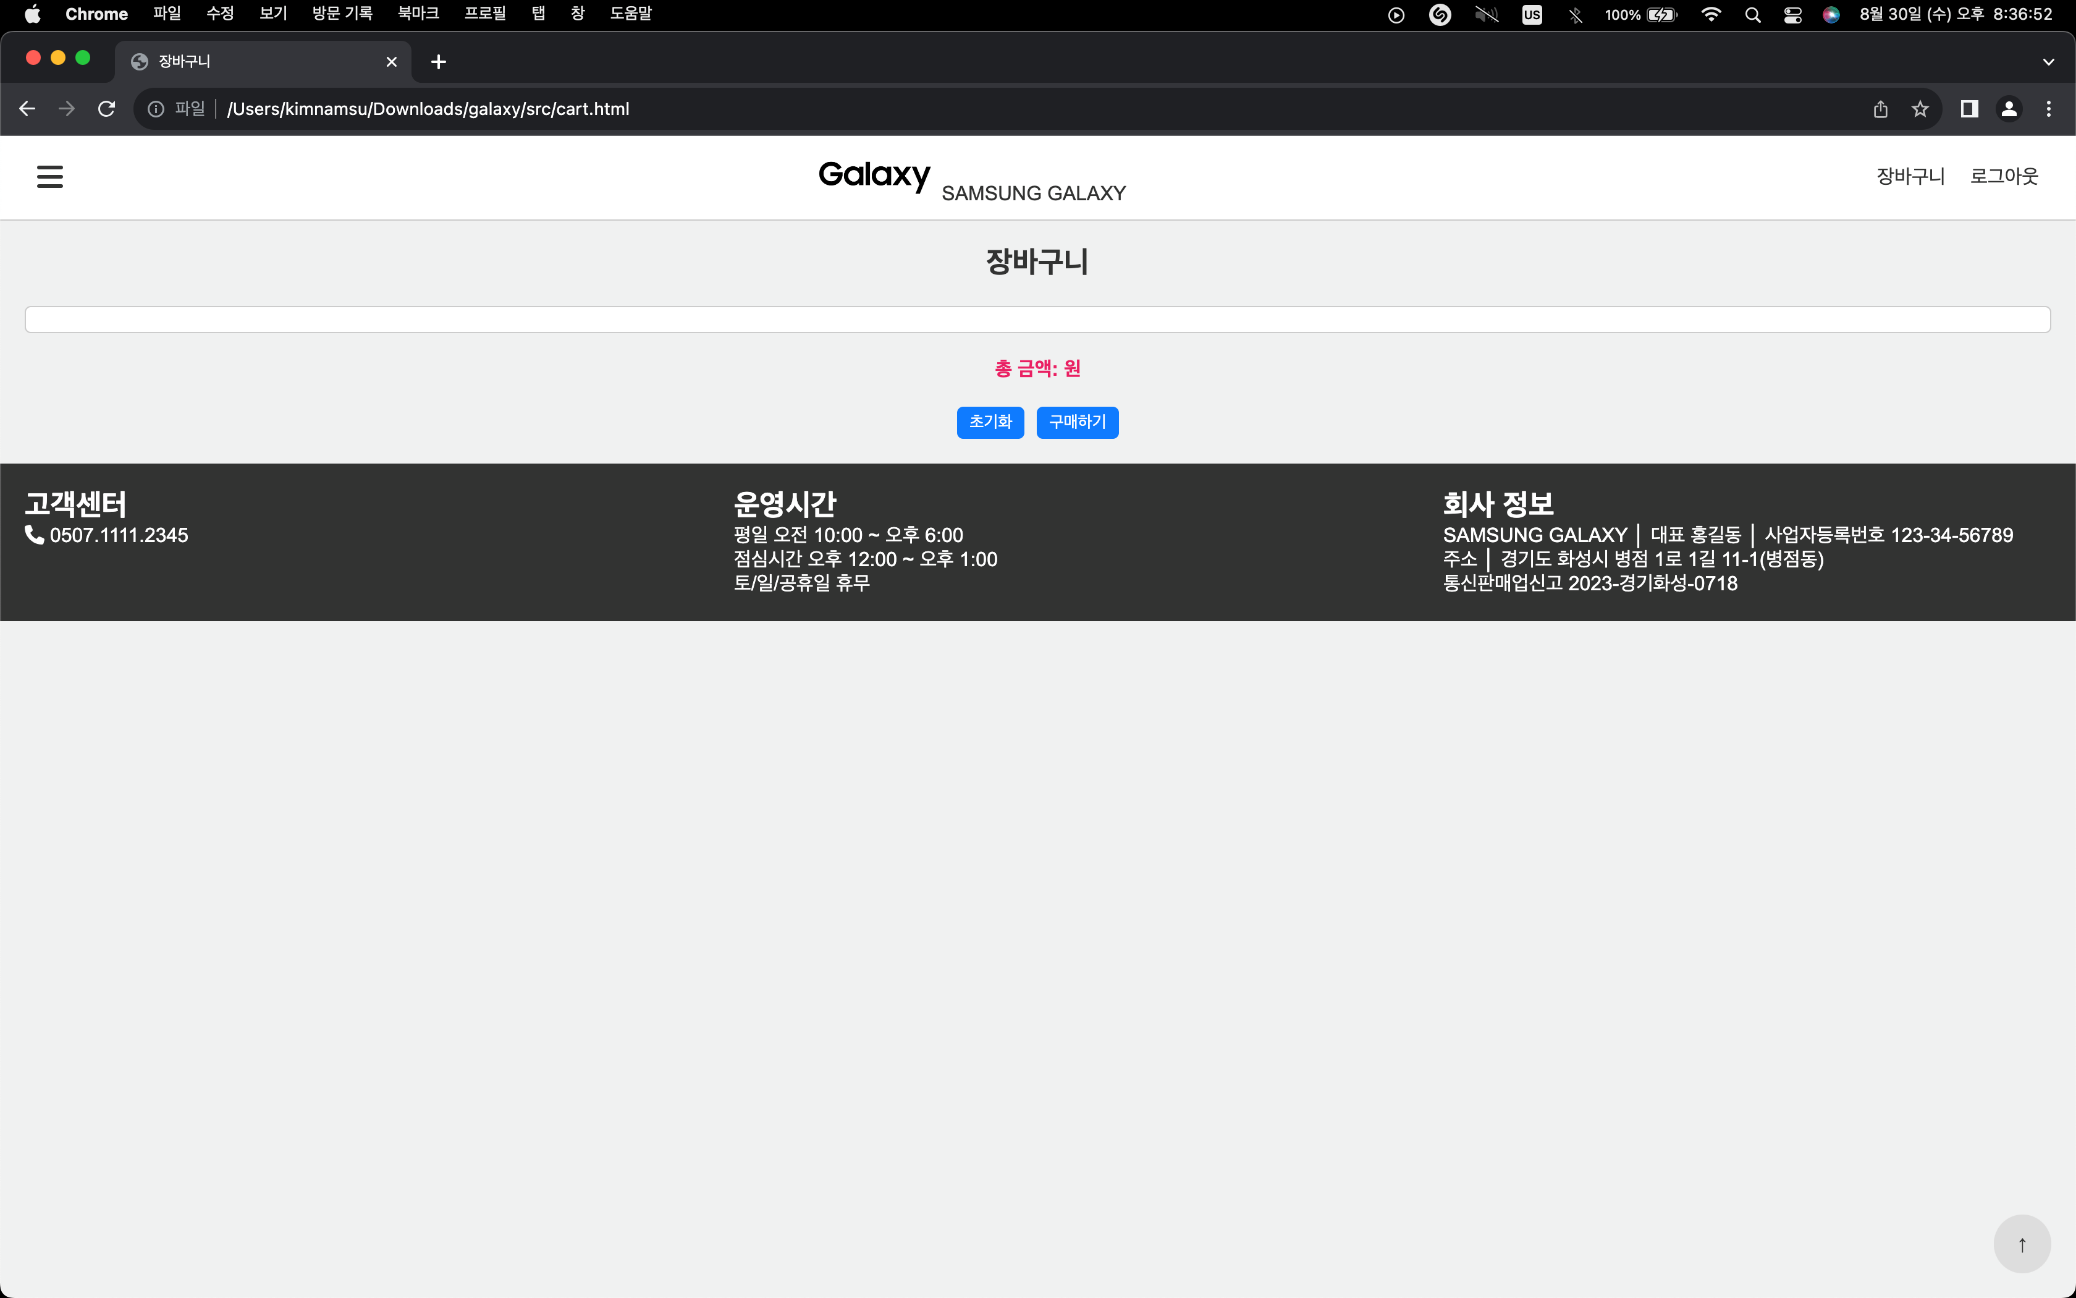 Chrome 파일 수정 보기 방문 기록 북마크 프로필 탭 창 도움말 US 100% 8월 30일 (수) 오후 8:36:52
장바구니
파일 /Users/kimnamsu/Downloads/galaxy/src/cart.html
Galaxy SAMSUNG GALAXY 장바구니 로그아웃
장바구니
총 금액: 원
초기화 구매하기
고객센터
0507.1111.2345
운영시간
평일 오전 10:00 ~ 오후 6:00
점심시간 오후 12:00 ~ 오후 1:00
토/일/공휴일 휴무
회사 정보
SAMSUNG GALAXY │ 대표 홍길동 │ 사업자등록번호 123-34-56789
주소 │ 경기도 화성시 병점 1로 1길 11-1(병점동)
통신판매업신고 2023-경기화성-0718
↑